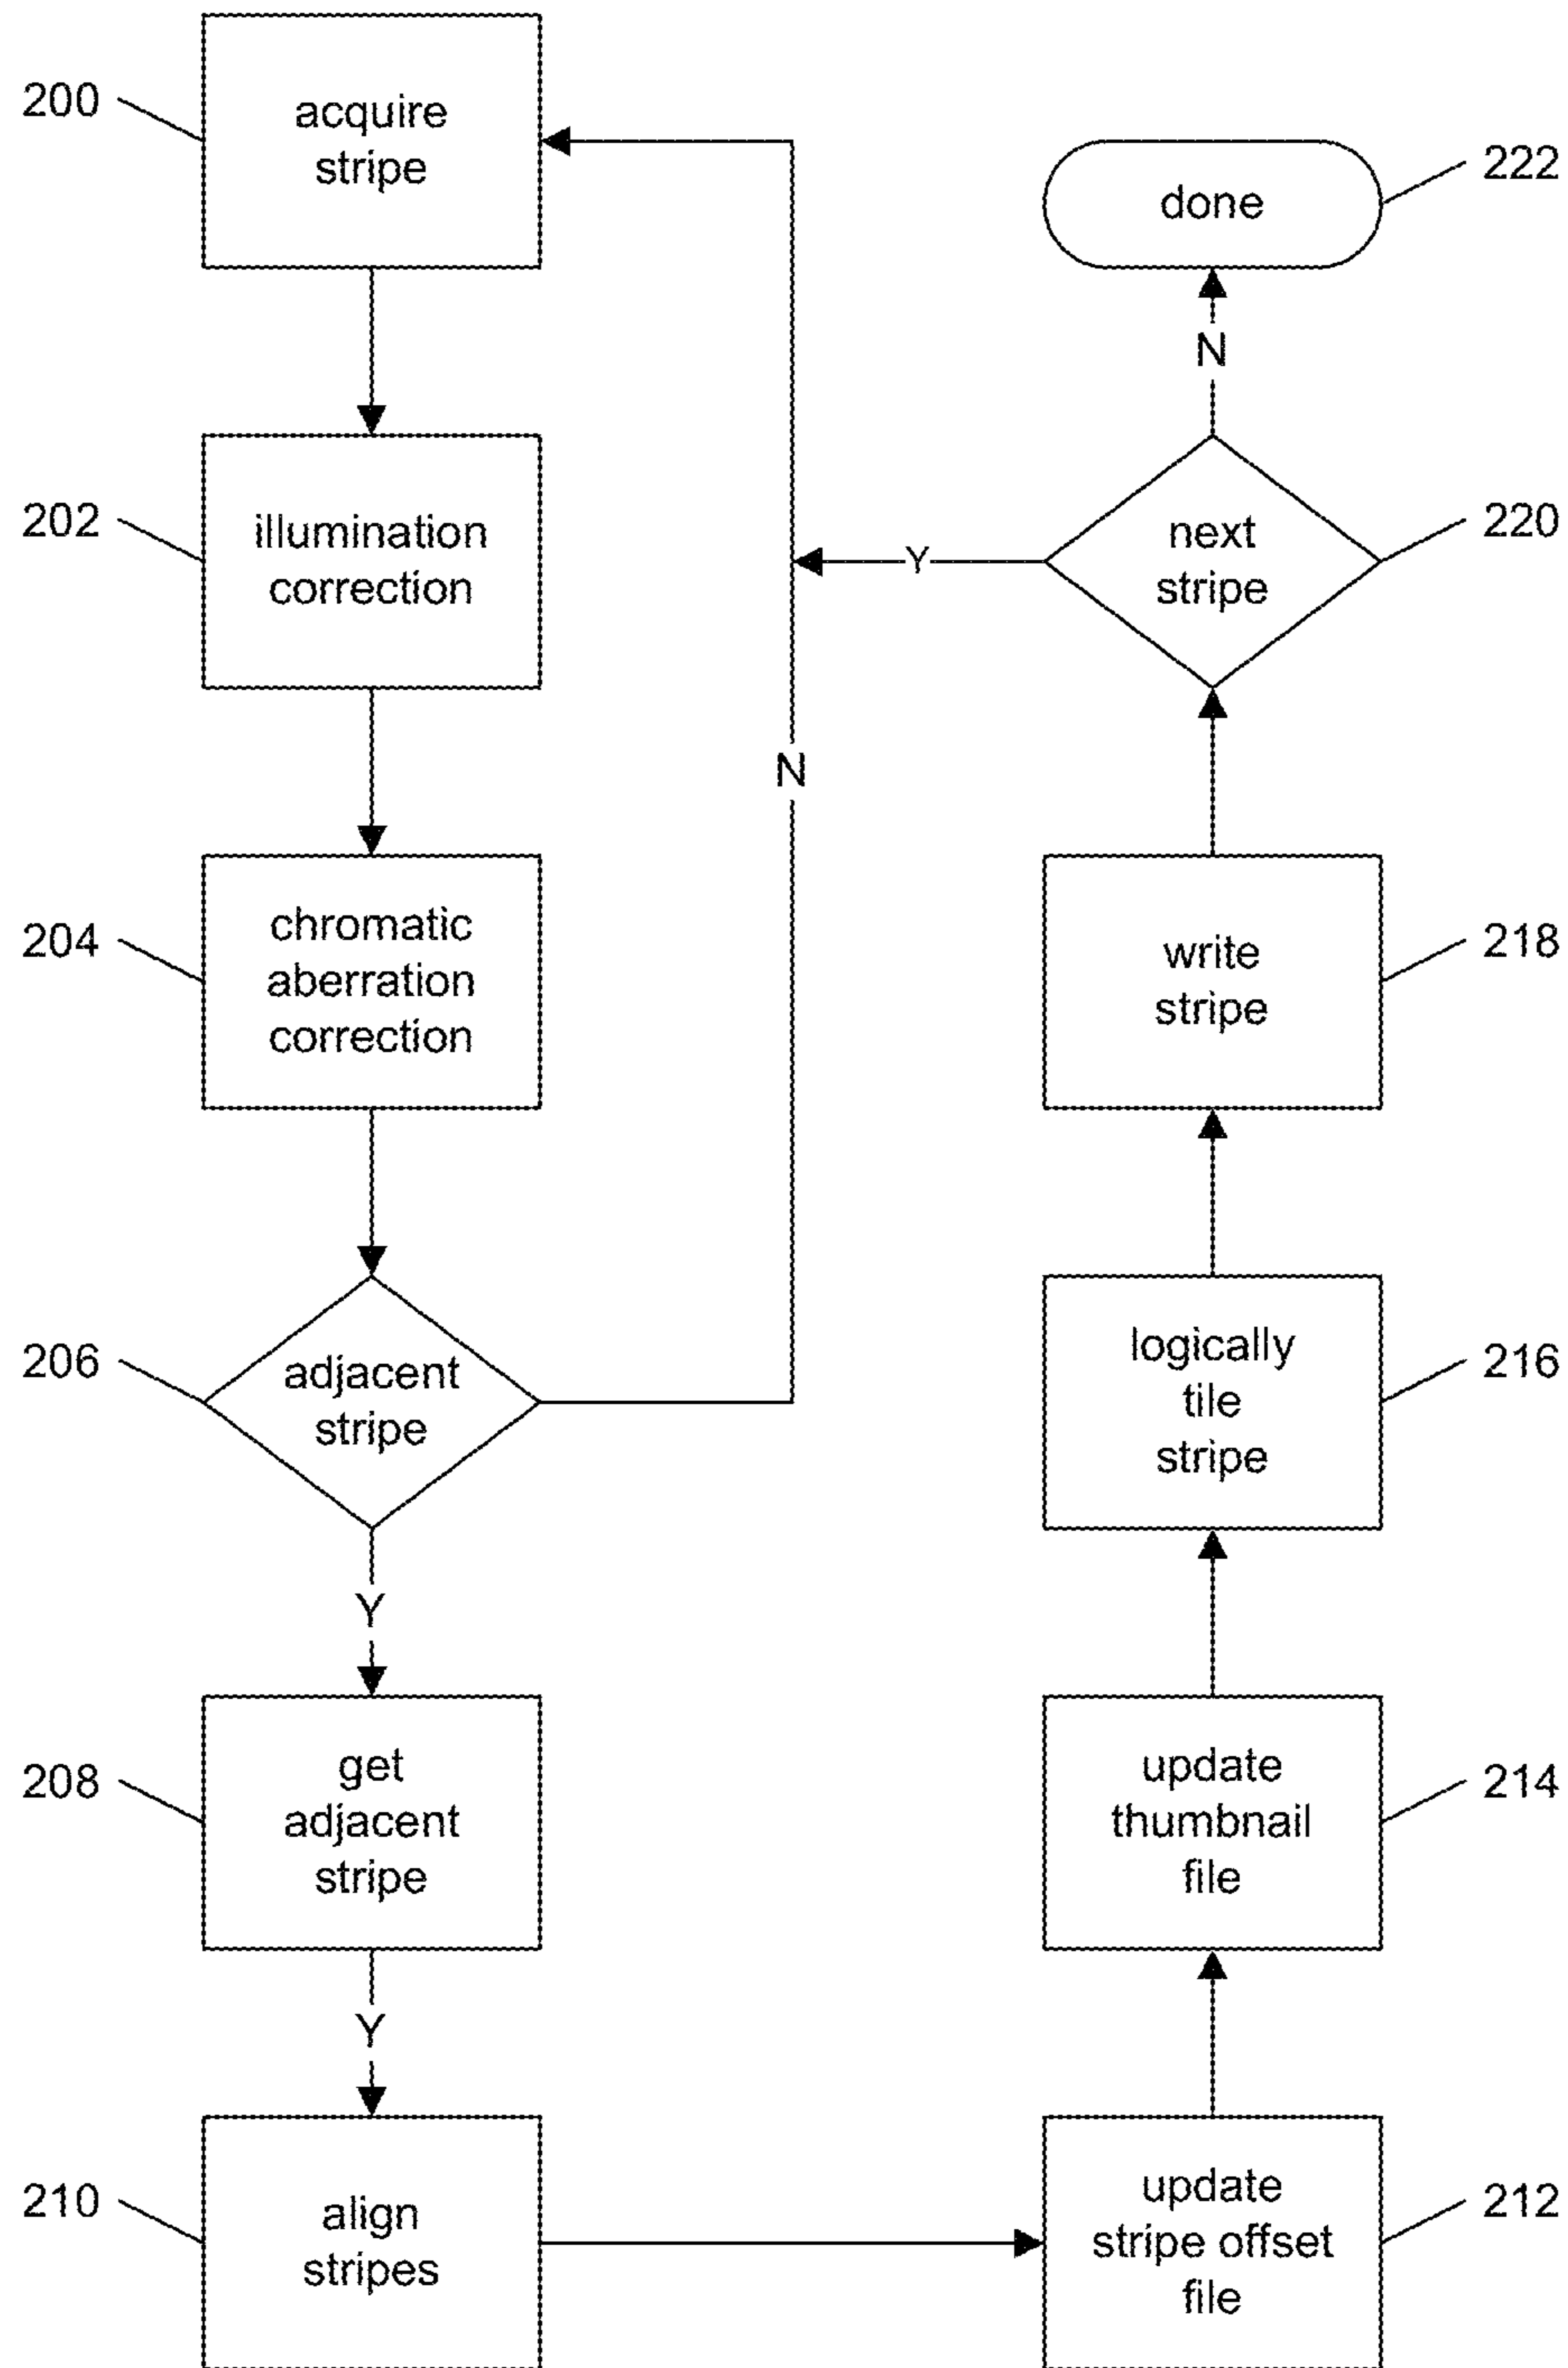 200
acquire
stripe
202
illumination
correction
204
chromatic
aberration
correction
206
adjacent
stripe
N
Y
208
get
adjacent
stripe
Y
210
align
stripes
update
stripe offset
file
212
update
thumbnail
file
214
logically
tile
stripe
216
write
stripe
218
next
stripe
220
Y
N
done
222